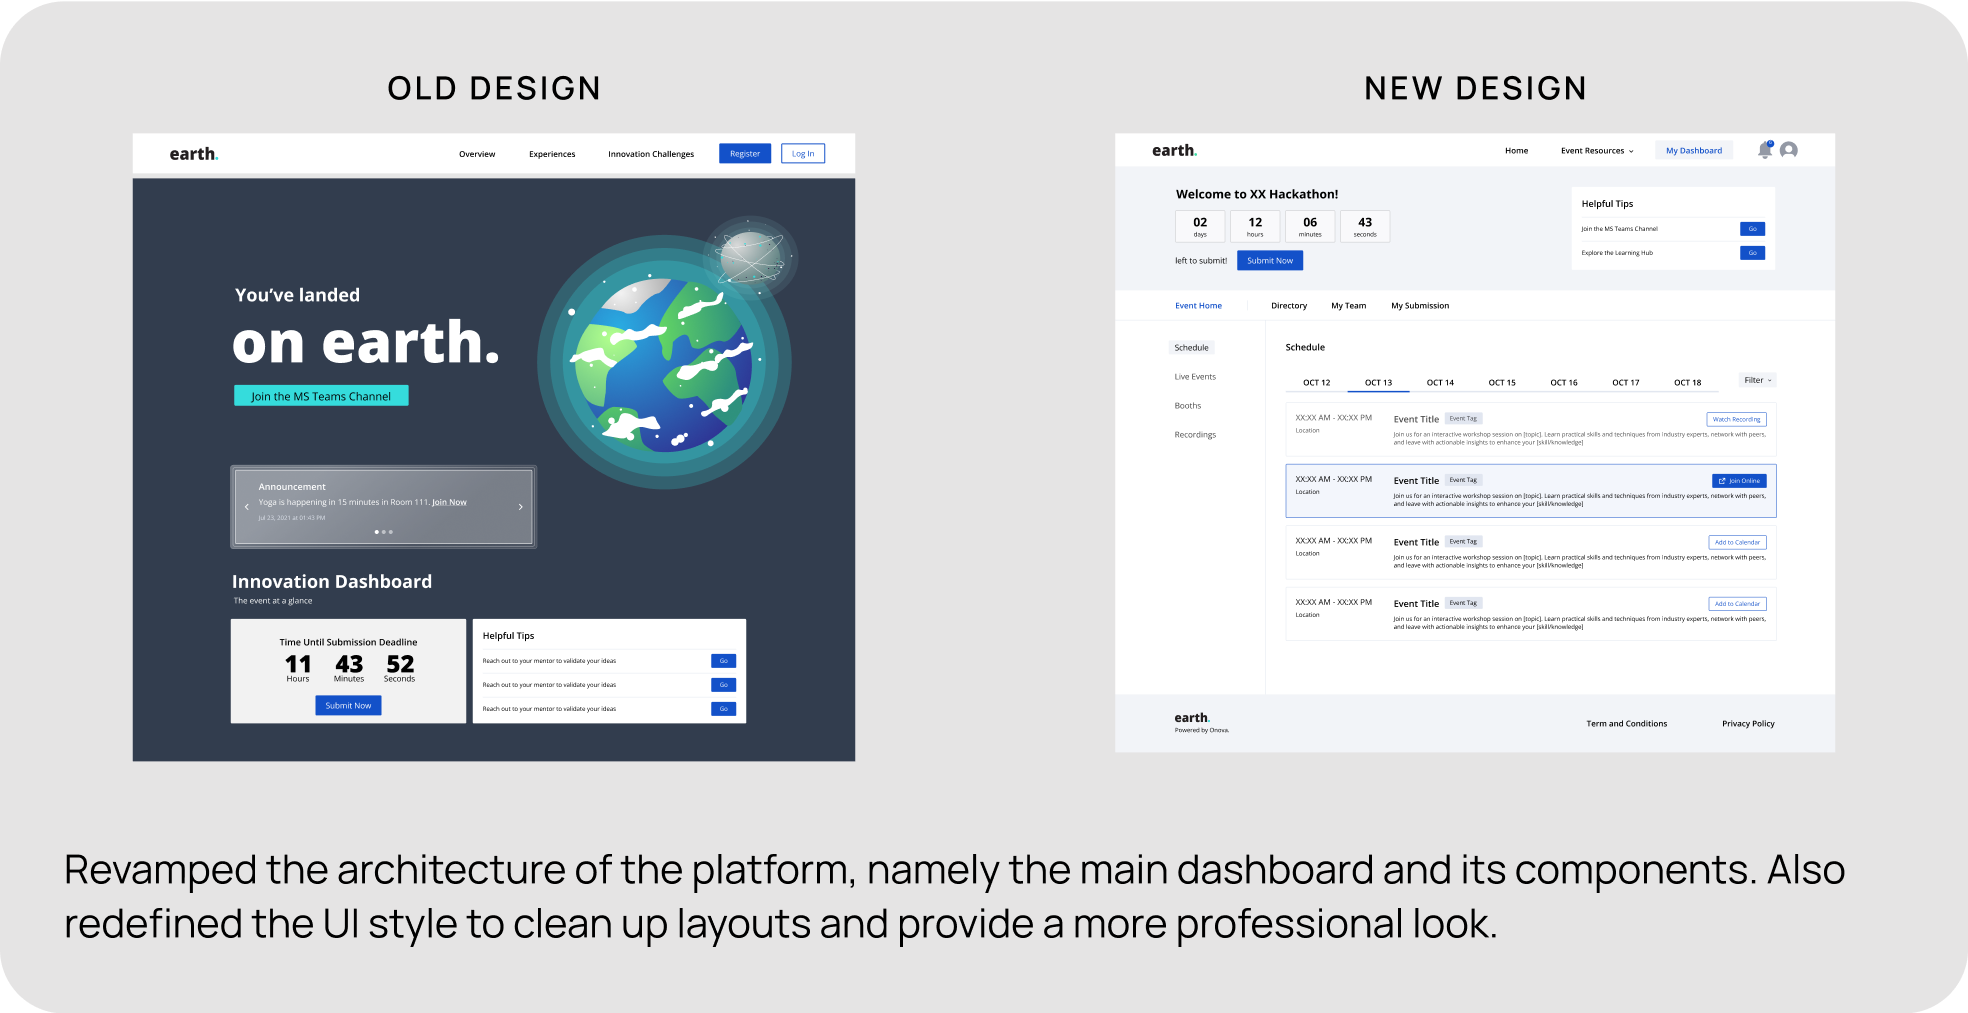 OLD DESIGN
earth.
Overview
Experiences
Innovation Challenges
Register
Log In
You've landed
on earth.
Join the MS Teams Channel
Announcement
Yoga is happening in 15 minutes in Room 111. Join Now
Jul 23, 2021 at 01:43 PM
Innovation Dashboard
The event at a glance
Time Until Submission Deadline
11 43 52
Hours Minutes Seconds
Submit Now
Helpful Tips
Reach out to your mentor to validate your ideas Go
Reach out to your mentor to validate your ideas Go
Reach out to your mentor to validate your ideas Go
NEW DESIGN
earth.
Home
Event Resources
My Dashboard
Welcome to XX Hackathon!
02 12 06 43
days hours minutes seconds
left to submit! Submit Now
Helpful Tips
Join the MS Teams Channel Go
Explore the Learning Hub Go
Event Home
Directory
My Team
My Submission
Schedule
Live Events
Booths
Recordings
Schedule
OCT 12 OCT 13 OCT 14 OCT 15 OCT 16 OCT 17 OCT 18 Filter
XX:XX AM - XX:XX PM Event Title Event Tag Watch Recording
Location
Join us for an interactive workshop session on [topic]. Learn practical skills and techniques from industry experts, network with peers,
and leave with actionable insights to enhance your [skill/knowledge]
XX:XX AM - XX:XX PM Event Title Event Tag Join Online
Location
Join us for an interactive workshop session on [topic]. Learn practical skills and techniques from industry experts, network with peers,
and leave with actionable insights to enhance your [skill/knowledge]
XX:XX AM - XX:XX PM Event Title Event Tag Add to Calendar
Location
Join us for an interactive workshop session on [topic]. Learn practical skills and techniques from industry experts, network with peers,
and leave with actionable insights to enhance your [skill/knowledge]
XX:XX AM - XX:XX PM Event Title Event Tag Add to Calendar
Location
Join us for an interactive workshop session on [topic]. Learn practical skills and techniques from industry experts, network with peers,
and leave with actionable insights to enhance your [skill/knowledge]
earth.
Powered by Onova.
Term and Conditions
Privacy Policy
Revamped the architecture of the platform, namely the main dashboard and its components. Also
redefined the UI style to clean up layouts and provide a more professional look.